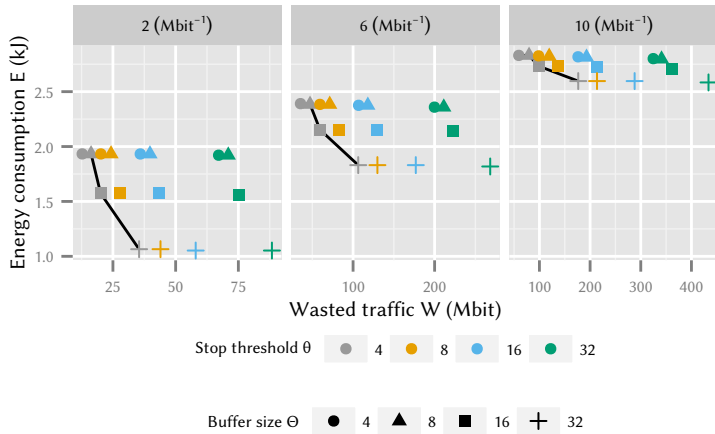 2 (Mbit⁻¹) 6 (Mbit⁻¹) 10 (Mbit⁻¹)
Energy consumption E (kJ)
2.5
2.0
1.5
1.0
25 50 75 100 200 100 200 300 400
Wasted traffic W (Mbit)
Stop threshold θ 4 8 16 32
Buffer size Θ 4 8 16 32